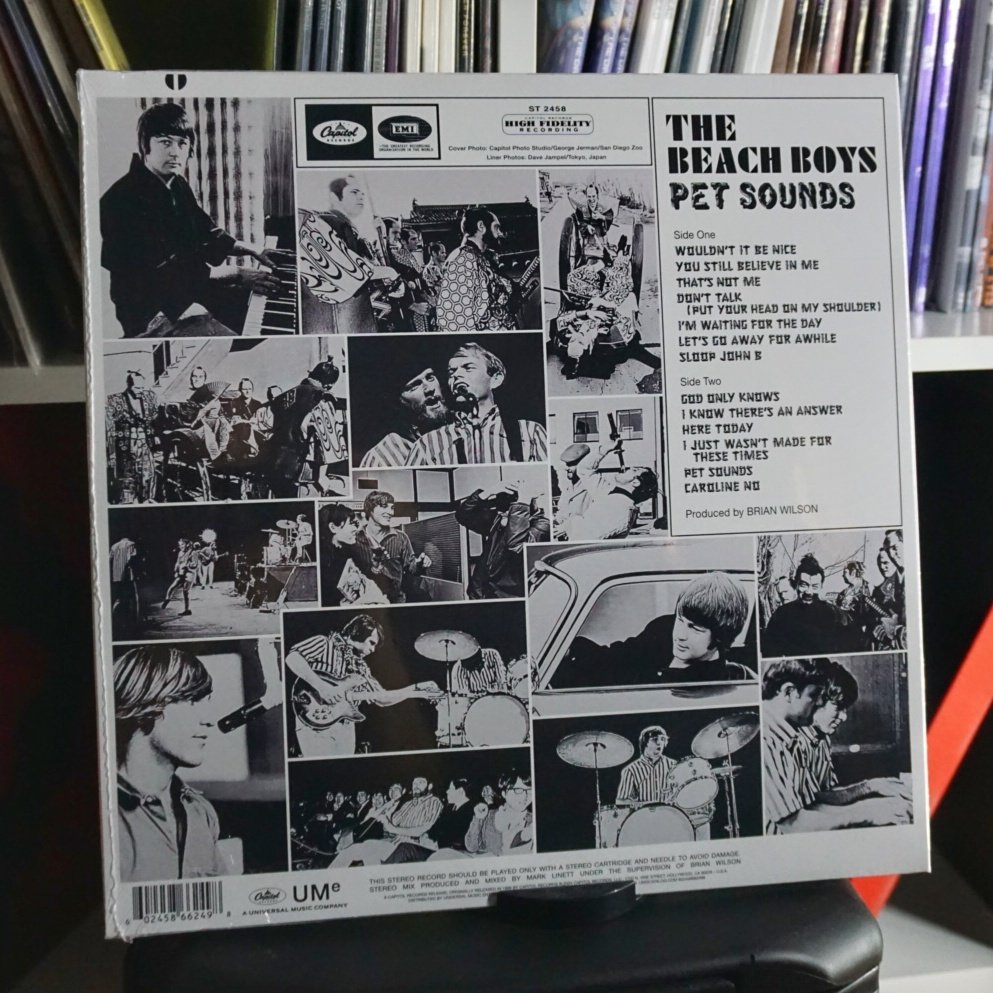 Capitol
RECORDS
EMI
THE GREATEST RECORDING
ORGANISATION IN THE WORLD
ST 2458
CAPITOL RECORDS
HIGH FIDELITY
RECORDING
Cover Photo: Capitol Photo Studio/George Jerman/San Diego Zoo
Liner Photos: Dave Jampel/Tokyo, Japan
THE
BEACH BOYS
PET SOUNDS
Side One
WOULDN'T IT BE NICE
YOU STILL BELIEVE IN ME
THAT'S NOT ME
DON'T TALK
(PUT YOUR HEAD ON MY SHOULDER)
I'M WAITING FOR THE DAY
LET'S GO AWAY FOR AWHILE
SLOOP JOHN B
Side Two
GOD ONLY KNOWS
I KNOW THERE'S AN ANSWER
HERE TODAY
I JUST WASN'T MADE FOR
THESE TIMES
PET SOUNDS
CAROLINE NO
Produced by BRIAN WILSON
THIS STEREO RECORD SHOULD BE PLAYED ONLY WITH A STEREO CARTRIDGE AND NEEDLE TO AVOID DAMAGE.
STEREO MIX PRODUCED AND MIXED BY MARK LINETT UNDER THE SUPERVISION OF BRIAN WILSON
Capitol
UMe
A UNIVERSAL MUSIC COMPANY
6 02458 66249 8